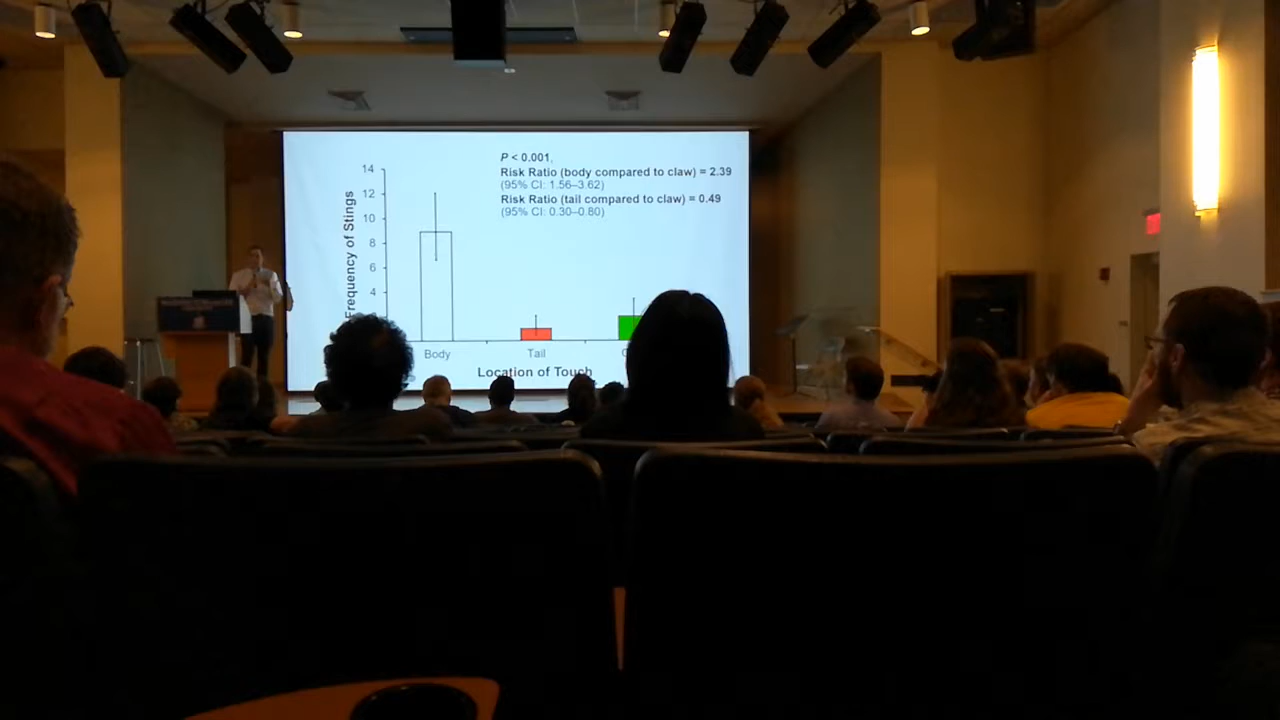 P < 0.001,
Risk Ratio (body compared to claw) = 2.39
(95% CI: 1.56–3.62)
Risk Ratio (tail compared to claw) = 0.49
(95% CI: 0.30–0.80)
14
12
10
8
6
4
Frequency of Stings
Body
Tail
Location of Touch